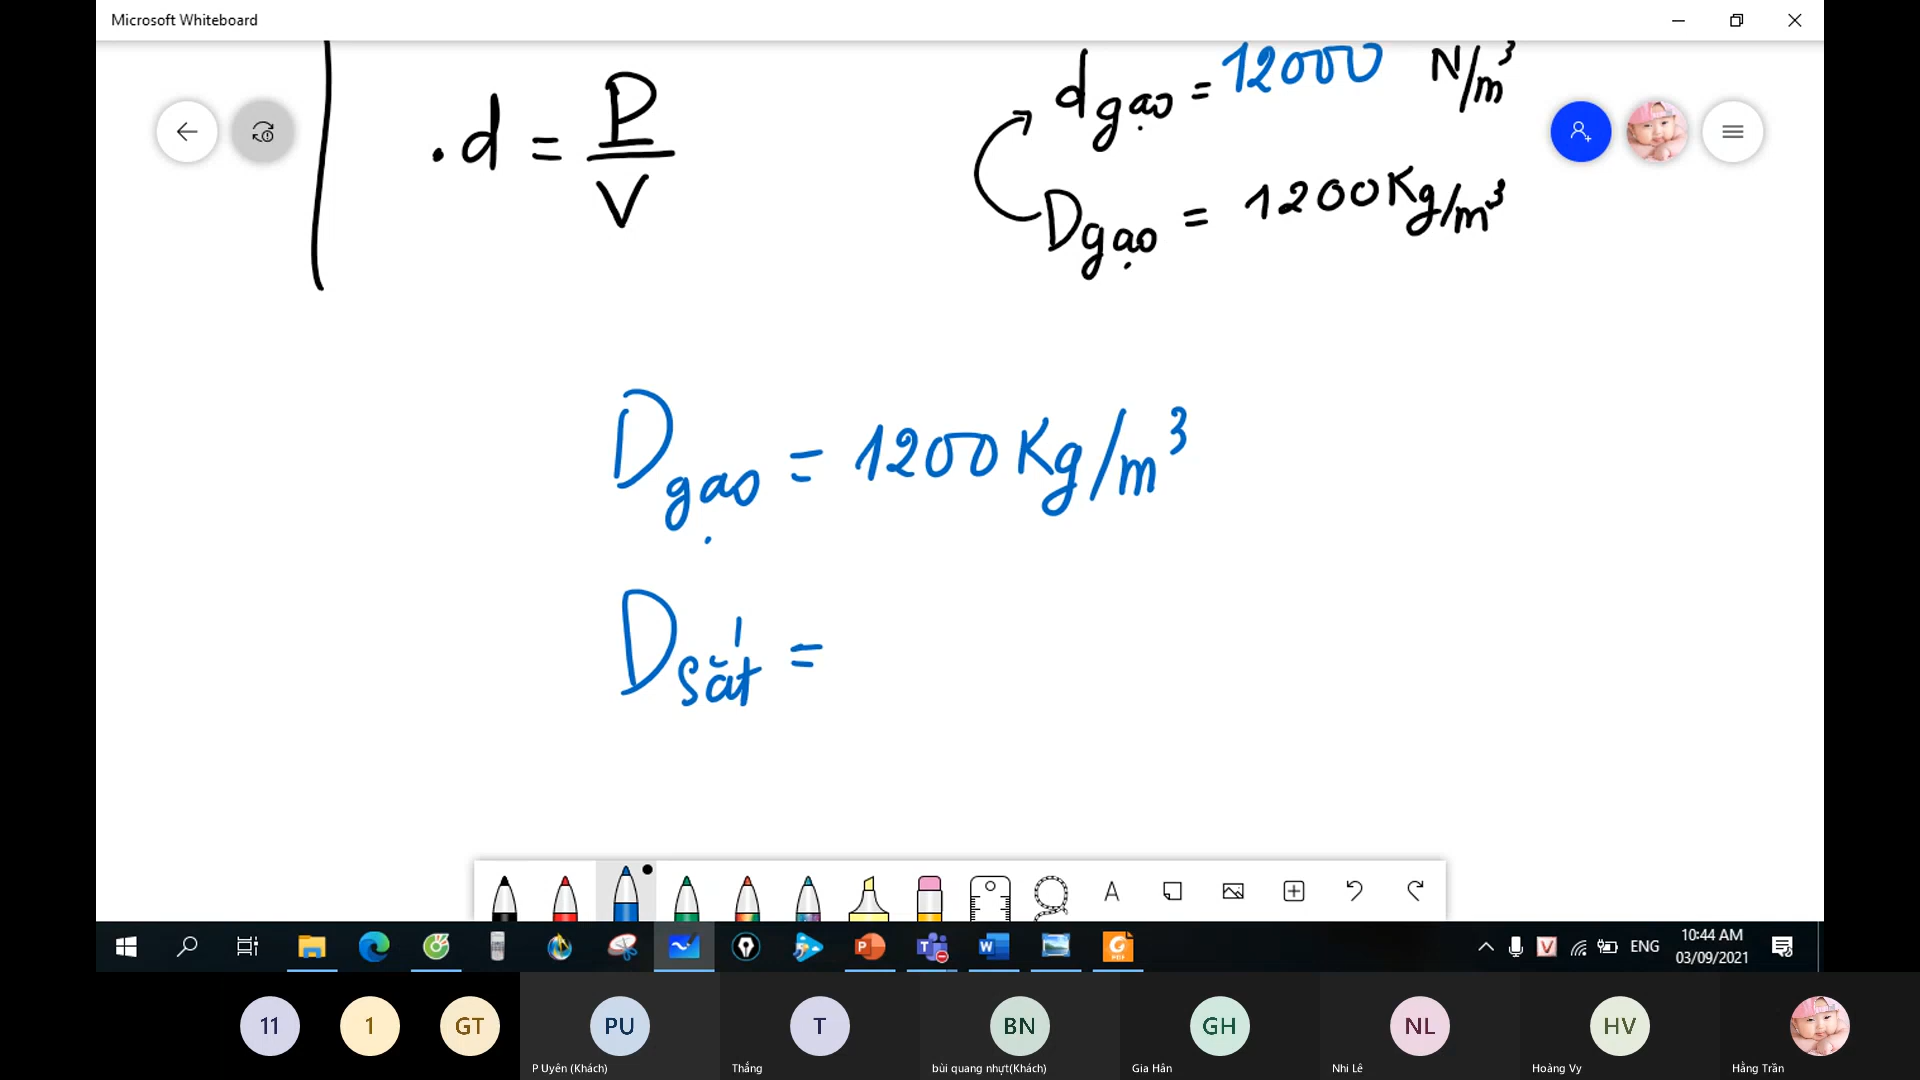 Microsoft Whiteboard
. d = P/V
d gạo = 12000 N/m³
D gạo = 1200 Kg/m³
D gạo = 1200 Kg/m³
D sắt =
A
ENG
10:44 AM
03/09/2021
11
1
GT
PU
T
BN
GH
NL
HV
P Uyên (Khách)
Thắng
bùi quang nhựt(Khách)
Gia Hân
Nhi Lê
Hoàng Vy
Hằng Trần